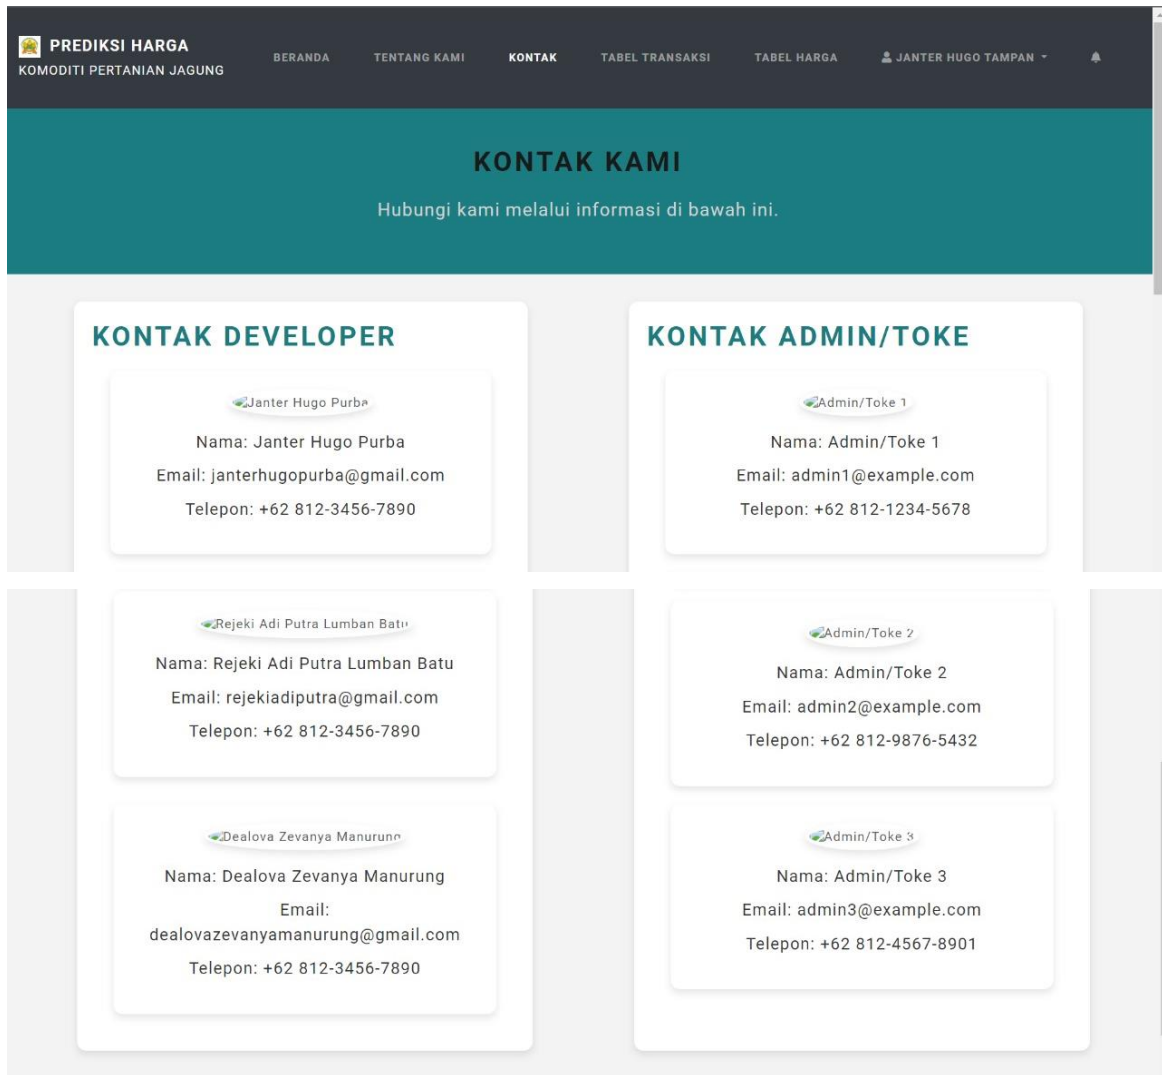 PREDIKSI HARGA
KOMODITI PERTANIAN JAGUNG
BERANDA
TENTANG KAMI
KONTAK
TABEL TRANSAKSI
TABEL HARGA
JANTER HUGO TAMPAN
KONTAK KAMI
Hubungi kami melalui informasi di bawah ini.
KONTAK DEVELOPER
Janter Hugo Purba
Nama: Janter Hugo Purba
Email: janterhugopurba@gmail.com
Telepon: +62 812-3456-7890
Rejeki Adi Putra Lumban Batu
Nama: Rejeki Adi Putra Lumban Batu
Email: rejekiadiputra@gmail.com
Telepon: +62 812-3456-7890
Dealova Zevanya Manurung
Nama: Dealova Zevanya Manurung
Email:
dealovazevanyamanurung@gmail.com
Telepon: +62 812-3456-7890
KONTAK ADMIN/TOKE
Admin/Toke 1
Nama: Admin/Toke 1
Email: admin1@example.com
Telepon: +62 812-1234-5678
Admin/Toke 2
Nama: Admin/Toke 2
Email: admin2@example.com
Telepon: +62 812-9876-5432
Admin/Toke 3
Nama: Admin/Toke 3
Email: admin3@example.com
Telepon: +62 812-4567-8901